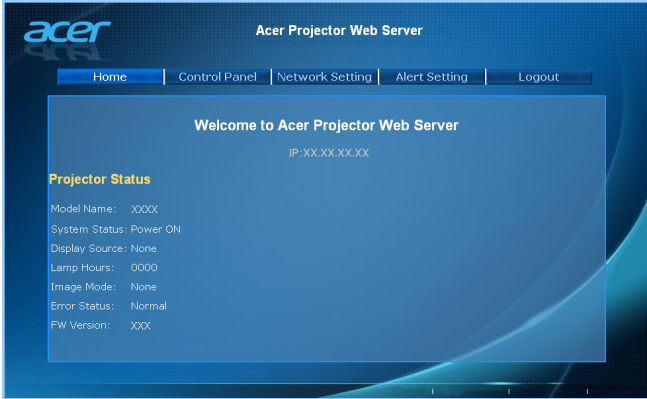 acer
Acer Projector Web Server
Home Control Panel Network Setting Alert Setting Logout
Welcome to Acer Projector Web Server
IP:XX.XX.XX.XX
Projector Status
Model Name: XXXX
System Status: Power ON
Display Source: None
Lamp Hours: 0000
Image Mode: None
Error Status: Normal
FW Version: XXX